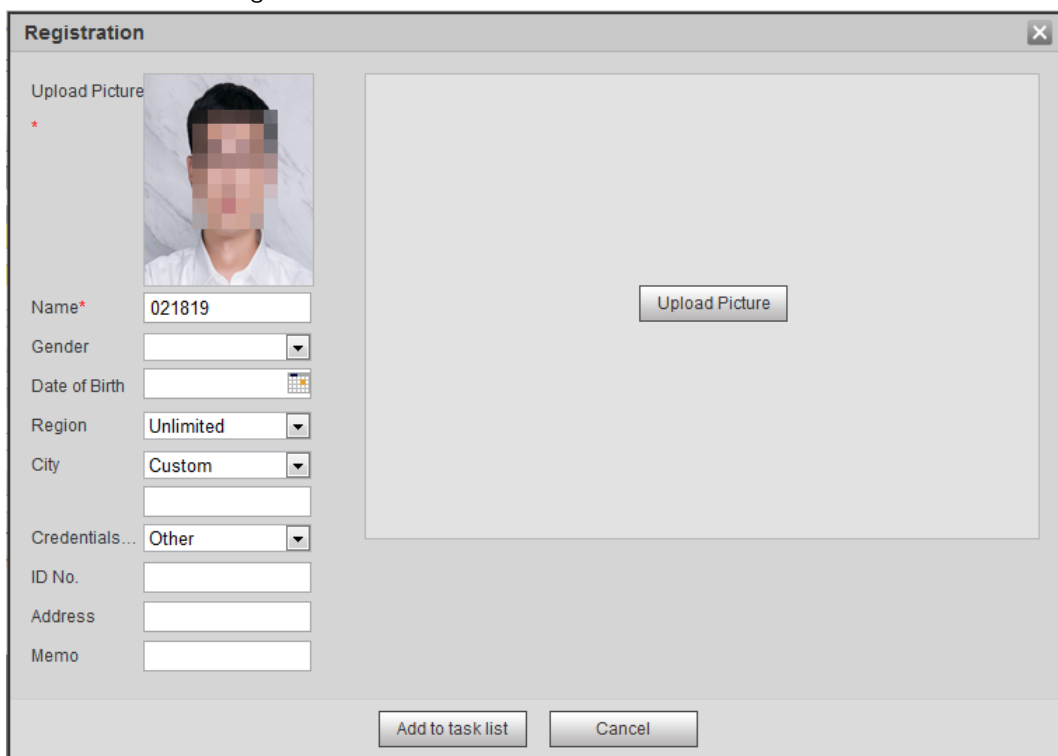 Registration
Upload Picture
*
Name* 021819
Gender
Date of Birth
Region Unlimited
City Custom
Credentials... Other
ID No.
Address
Memo
Upload Picture
Add to task list Cancel